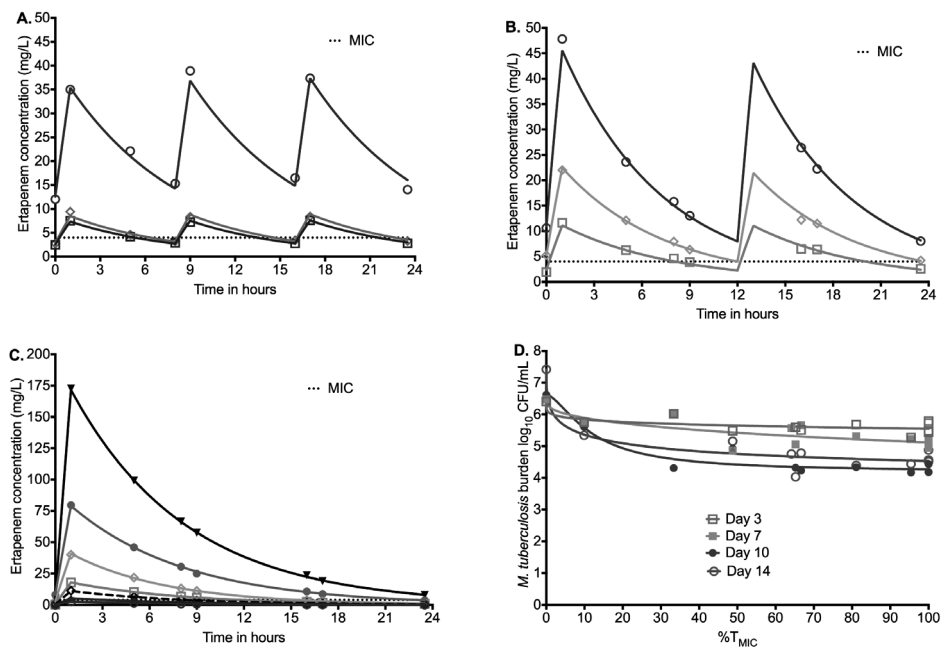 A.
Ertapenem concentration (mg/L)
50
45
40
35
30
25
20
15
10
5
0
MIC
0 3 6 9 12 15 18 21 24
Time in hours
B.
Ertapenem concentration (mg/L)
50
45
40
35
30
25
20
15
10
5
0
MIC
0 3 6 9 12 15 18 21 24
Time in hours
C.
Ertapenem concentration (mg/L)
200
175
150
125
100
75
50
25
0
MIC
0 3 6 9 12 15 18 21 24
Time in hours
D.
M. tuberculosis burden log10 CFU/mL
8
7
6
5
4
3
2
1
0
Day 3
Day 7
Day 10
Day 14
0 10 20 30 40 50 60 70 80 90 100
%TMIC